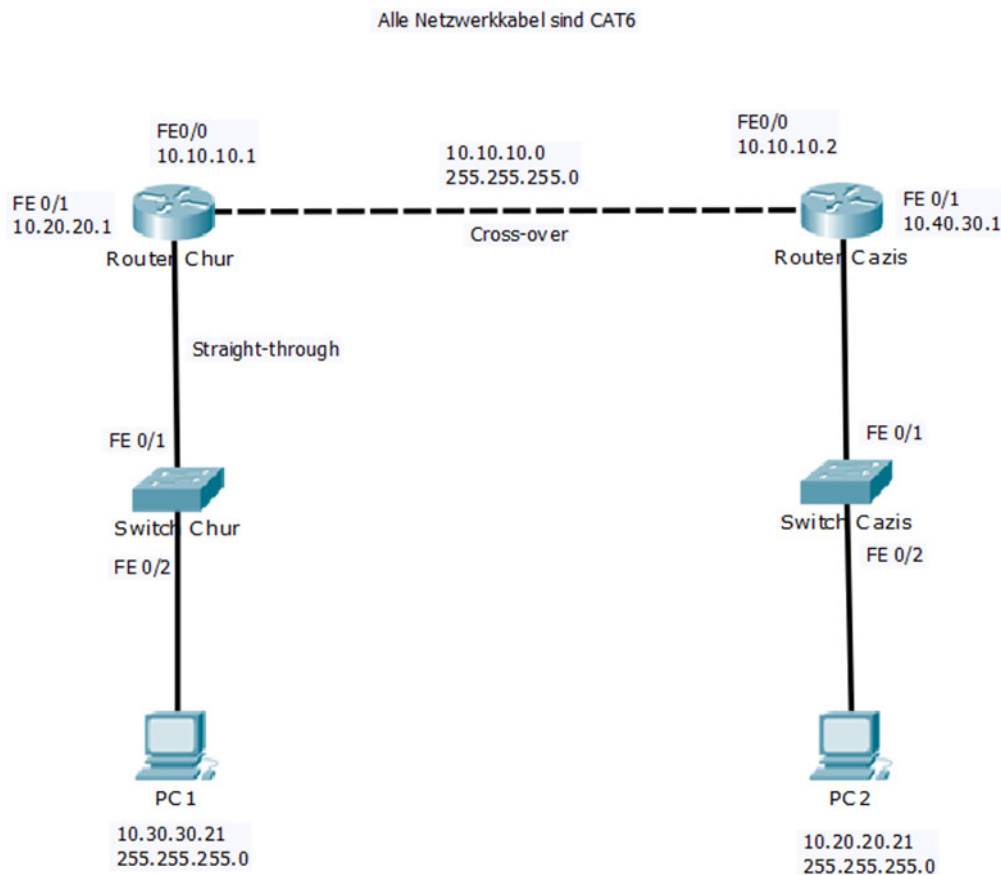 Alle Netzwerkkabel sind CAT6
FE0/0
10.10.10.1
10.10.10.0
255.255.255.0
FE0/0
10.10.10.2
FE 0/1
10.20.20.1
FE 0/1
10.40.30.1
Cross-over
Router Chur
Router Cazis
Straight-through
FE 0/1
FE 0/1
Switch Chur
Switch Cazis
FE 0/2
FE 0/2
PC1
PC2
10.30.30.21
255.255.255.0
10.20.20.21
255.255.255.0